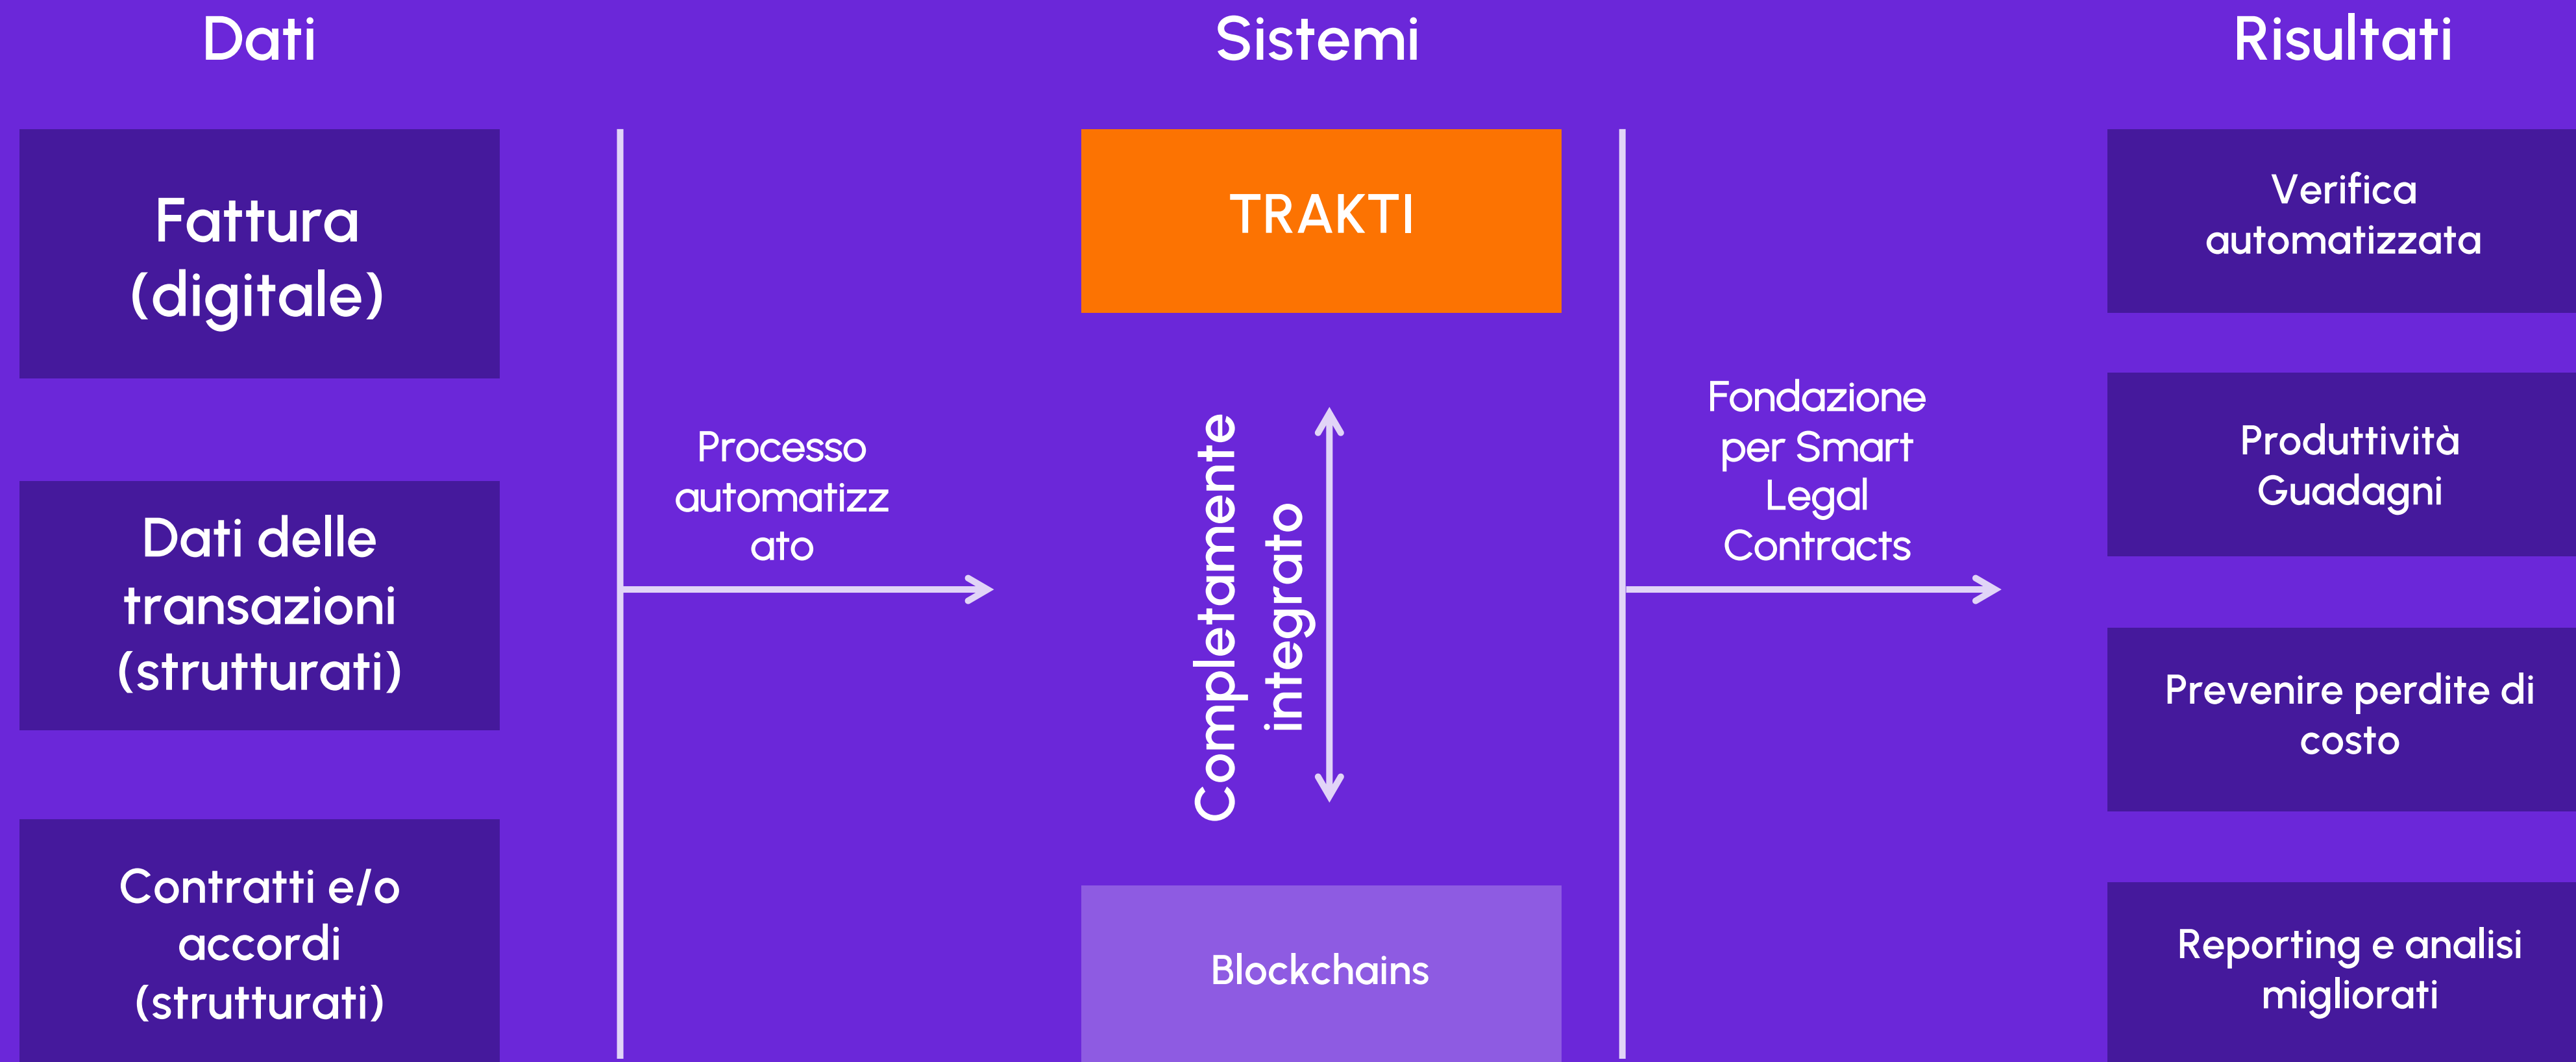 Dati
Fattura
(digitale)
Dati delle
transazioni
(strutturati)
Contratti e/o
accordi
(strutturati)
Processo
automatizz
ato
Sistemi
TRAKTI
Completamente
integrato
Blockchains
Fondazione
per Smart
Legal
Contracts
Risultati
Verifica
automatizzata
Produttività
Guadagni
Prevenire perdite di
costo
Reporting e analisi
migliorati